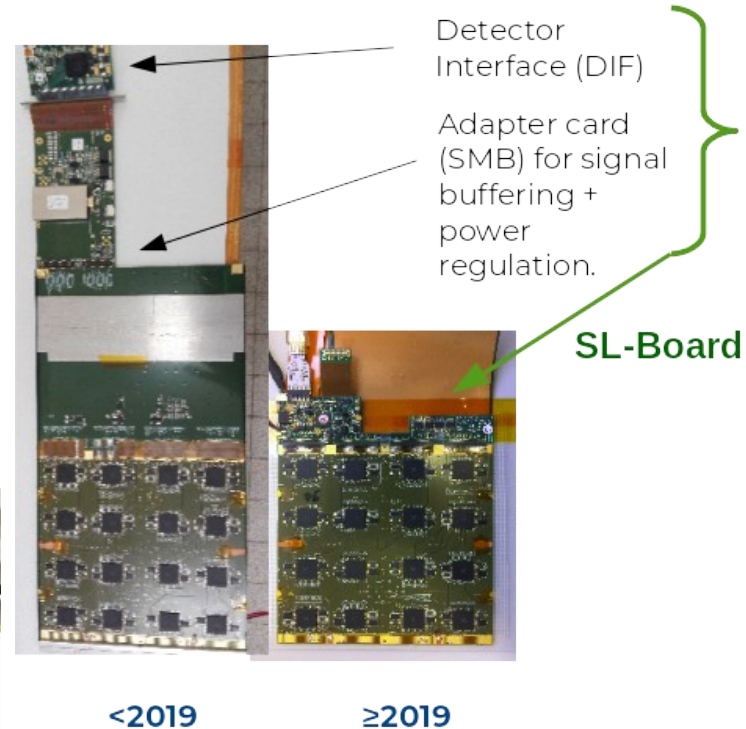 Detector
Interface (DIF)
Adapter card
(SMB) for signal
buffering +
power
regulation.
SL-Board
<2019
≥2019